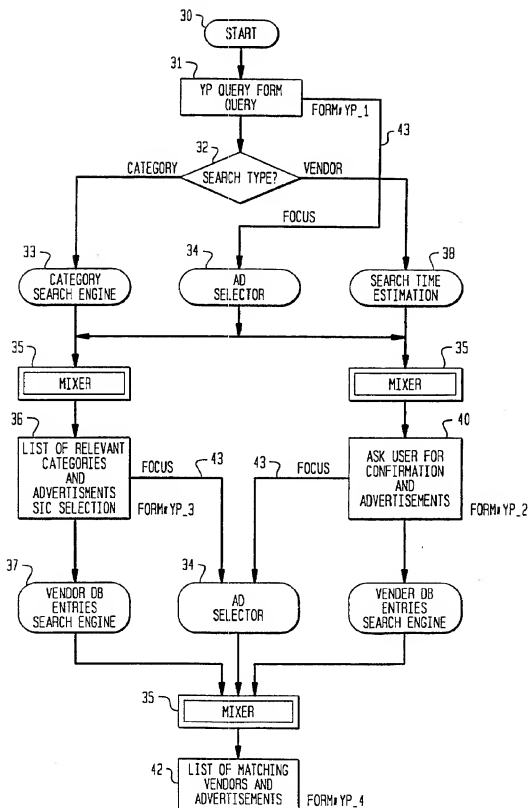 30
START
31
YP QUERY FORM
QUERY
FORM#YP_1
43
32
CATEGORY
SEARCH TYPE?
VENDOR
FOCUS
33
CATEGORY
SEARCH ENGINE
34
AD
SELECTOR
38
SEARCH TIME
ESTIMATION
35
MIXER
35
MIXER
36
LIST OF RELEVANT
CATEGORIES
AND
ADVERTISMENTS
SIC SELECTION
FOCUS
43
FORM#YP_3
43
FOCUS
40
ASK USER FOR
CONFIRMATION
AND
ADVERTISEMENTS
FORM#YP_2
37
VENDOR DB
ENTRIES
SEARCH ENGINE
34
AD
SELECTOR
VENDER DB
ENTRIES
SEARCH ENGINE
35
MIXER
42
LIST OF MATCHING
VENDORS AND
ADVERTISEMENTS
FORM#YP_4